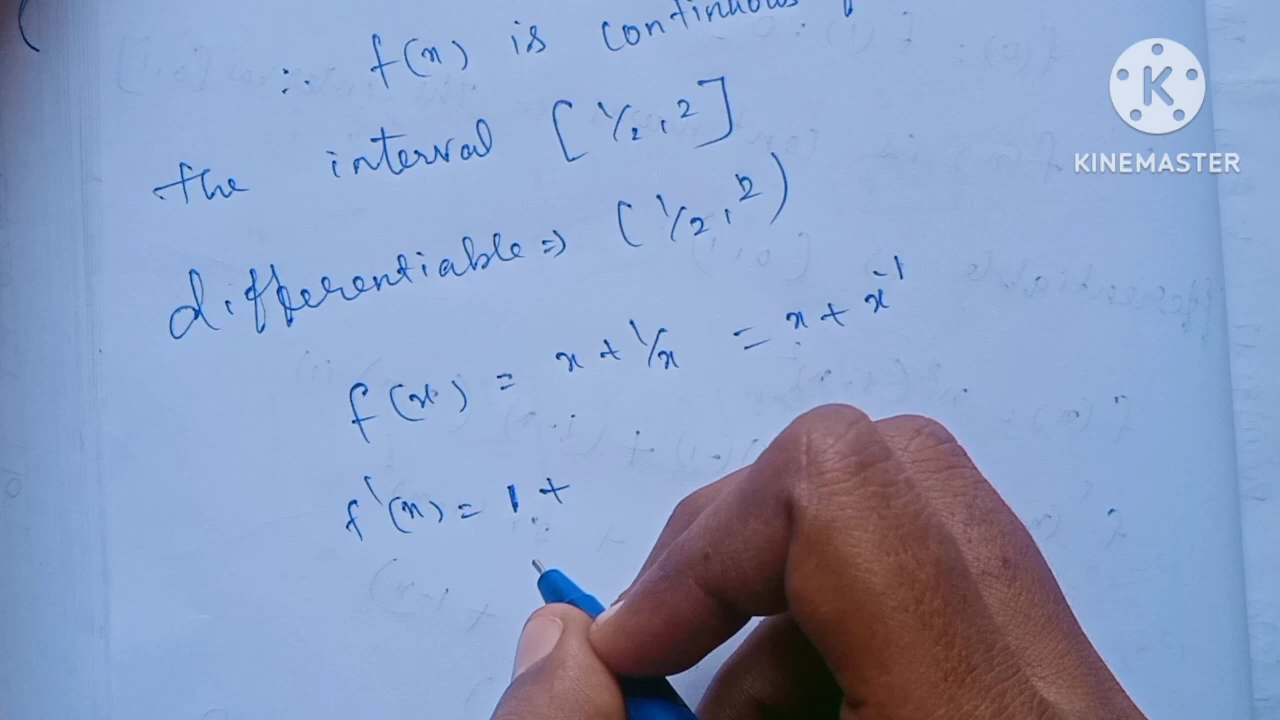 ∴ f(x) is continuous
the interval [1/2, 2]
differentiable ⇒ (1/2, 2)
f(x) = x + 1/x = x + x⁻¹
f'(x) = 1 +
K
KINEMASTER